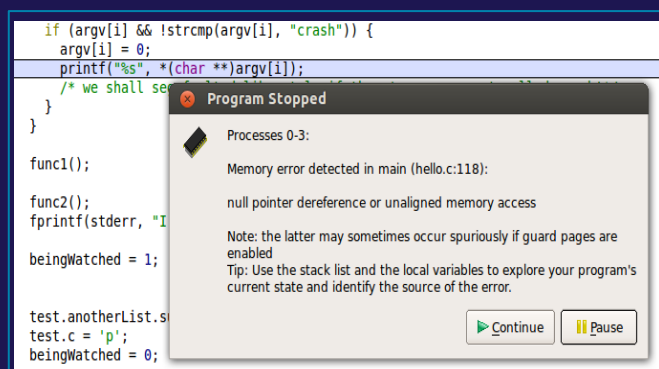 if (argv[i] && !strcmp(argv[i], "crash")) {
argv[i] = 0;
printf("%s", *(char **)argv[i]);
/* we shall
}
}
func1();
func2();
fprintf(stderr, "I
beingWatched = 1;
test.anotherList.s
test.c = 'p';
beingWatched = 0;
Program Stopped
Processes 0-3:
Memory error detected in main (hello.c:118):
null pointer dereference or unaligned memory access
Note: the latter may sometimes occur spuriously if guard pages are
enabled
Tip: Use the stack list and the local variables to explore your program's
current state and identify the source of the error.
Continue
Pause